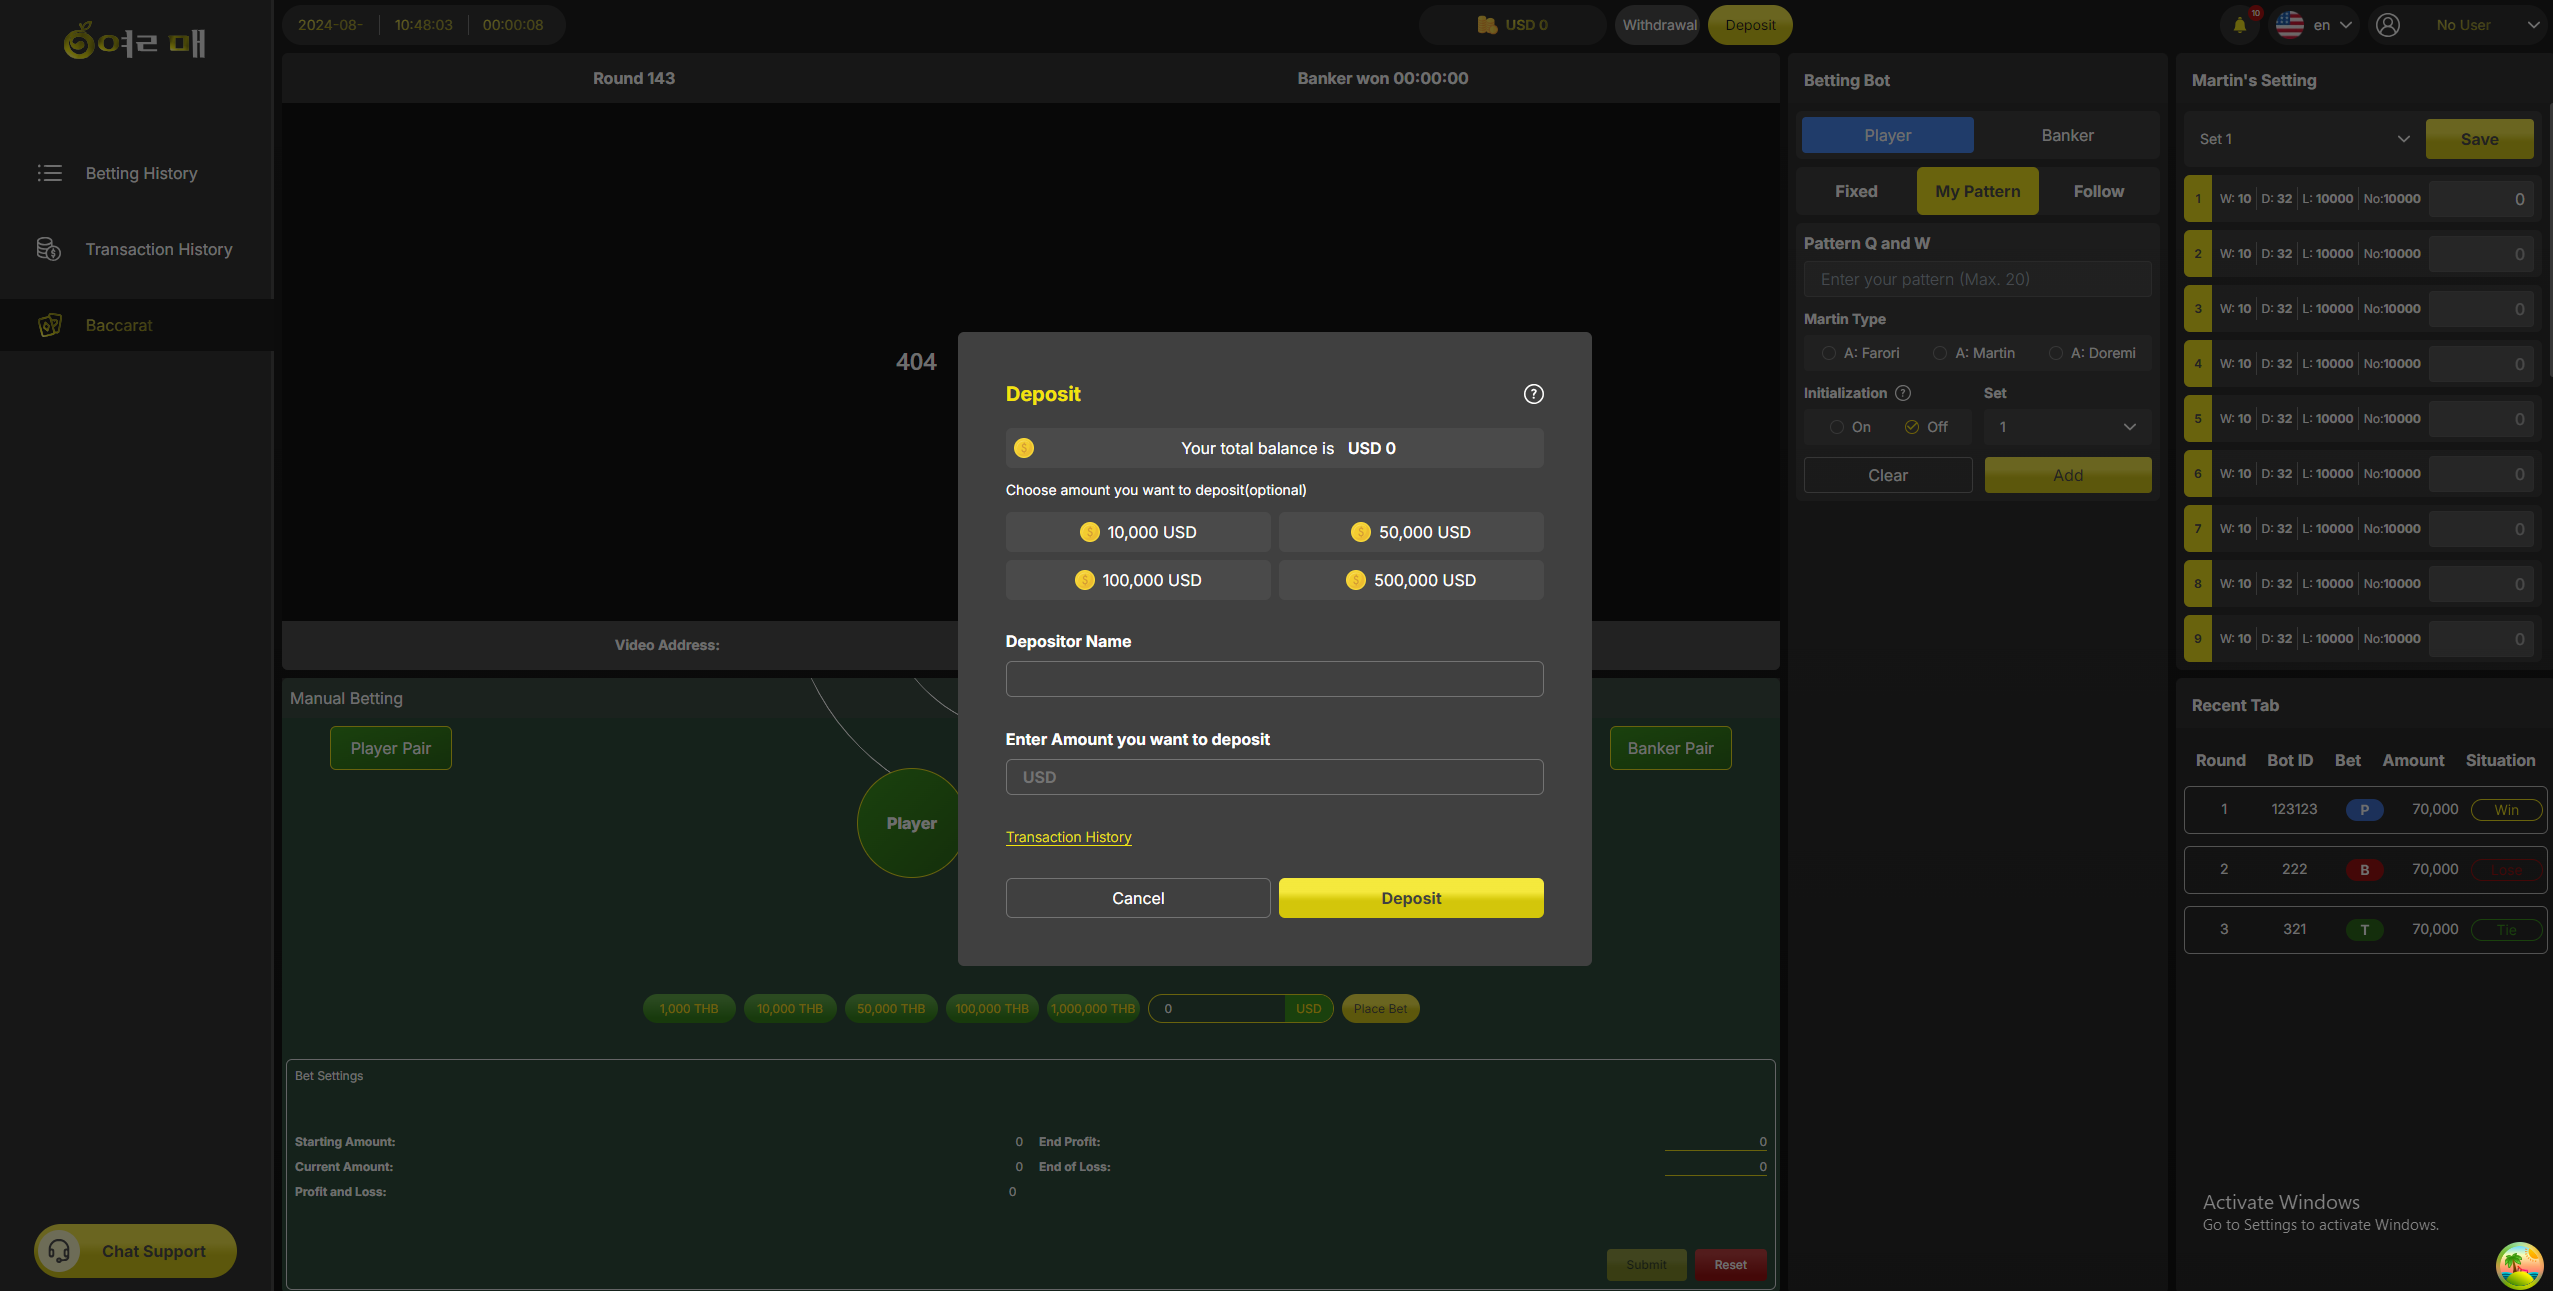 여르매
Betting History
Transaction History
Baccarat
Chat Support
2024-08-
10:48:03
00:00:08
USD 0
Withdrawal
Deposit
10
en
No User
Round 143
Banker won 00:00:00
404
Video Address:
Deposit
?
Your total balance is USD 0
Choose amount you want to deposit(optional)
10,000 USD
50,000 USD
100,000 USD
500,000 USD
Depositor Name
Enter Amount you want to deposit
USD
Transaction History
Cancel
Deposit
Manual Betting
Player Pair
Banker Pair
Player
1,000 THB
10,000 THB
50,000 THB
100,000 THB
1,000,000 THB
0
USD
Place Bet
Bet Settings
Starting Amount: 0
End Profit: 0
Current Amount: 0
End of Loss: 0
Profit and Loss: 0
Submit
Reset
Betting Bot
Player
Banker
Fixed
My Pattern
Follow
Pattern Q and W
Enter your pattern (Max. 20)
Martin Type
A: Farori
A: Martin
A: Doremi
Initialization ?
Set
On
Off
1
Clear
Add
Martin's Setting
Set 1
Save
1 W: 10 D: 32 L: 10000 No:10000 0
2 W: 10 D: 32 L: 10000 No:10000 0
3 W: 10 D: 32 L: 10000 No:10000 0
4 W: 10 D: 32 L: 10000 No:10000 0
5 W: 10 D: 32 L: 10000 No:10000 0
6 W: 10 D: 32 L: 10000 No:10000 0
7 W: 10 D: 32 L: 10000 No:10000 0
8 W: 10 D: 32 L: 10000 No:10000 0
9 W: 10 D: 32 L: 10000 No:10000 0
Recent Tab
Round Bot ID Bet Amount Situation
1 123123 P 70,000 Win
2 222 B 70,000 Lose
3 321 T 70,000 Tie
Activate Windows
Go to Settings to activate Windows.